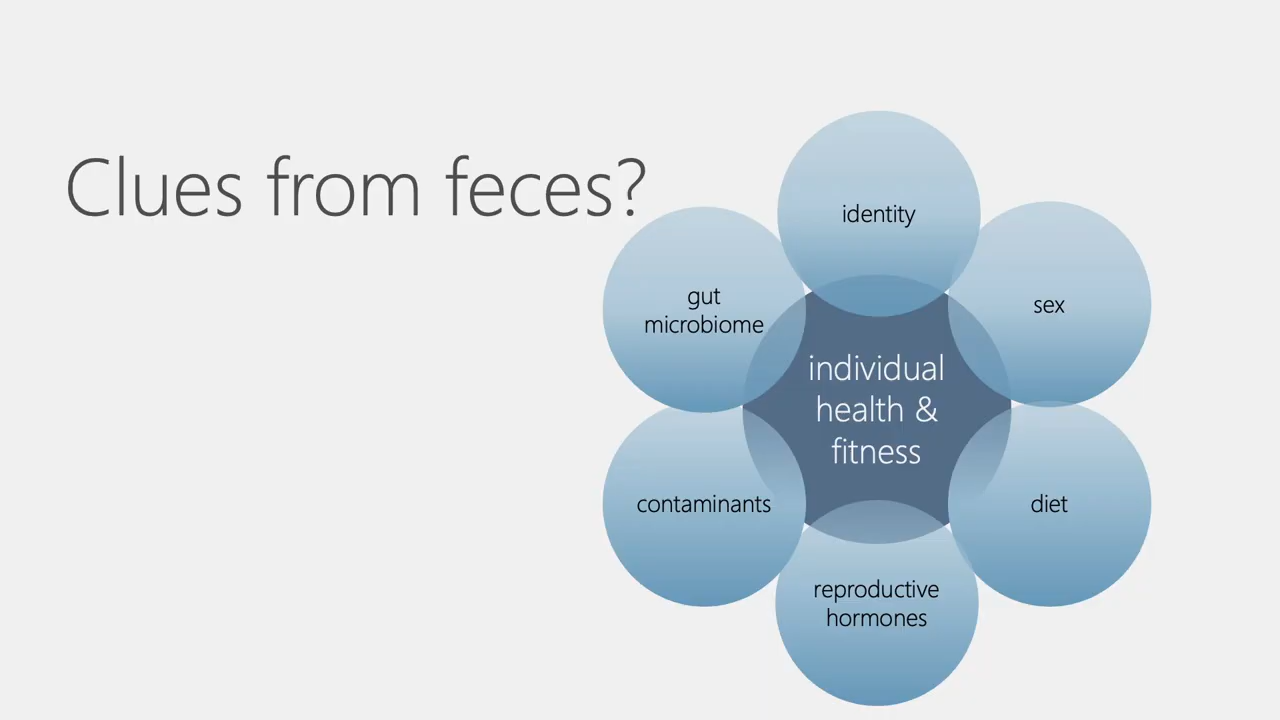 Clues from feces?
identity
sex
diet
reproductive
hormones
contaminants
gut
microbiome
individual
health &
fitness